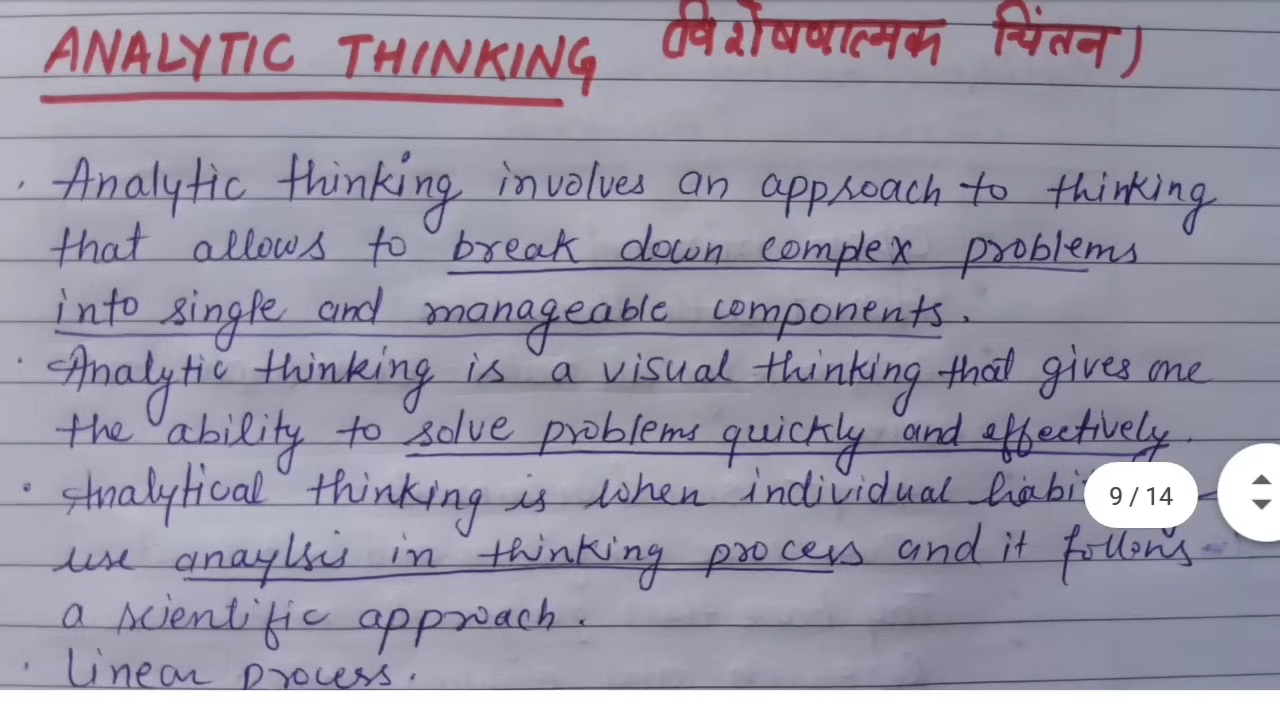 ANALYTIC THINKING (विशेषषात्मक चिंतन)
. Analytic thinking involves an approach to thinking
that allows to break down complex problems
into single and manageable components.
. Analytic thinking is a visual thinking that gives one
the ability to solve problems quickly and effectively.
. Analytical thinking is when individual
9 / 14
use anaylsis in thinking process and it follows
a scientific approach.
. linear process.